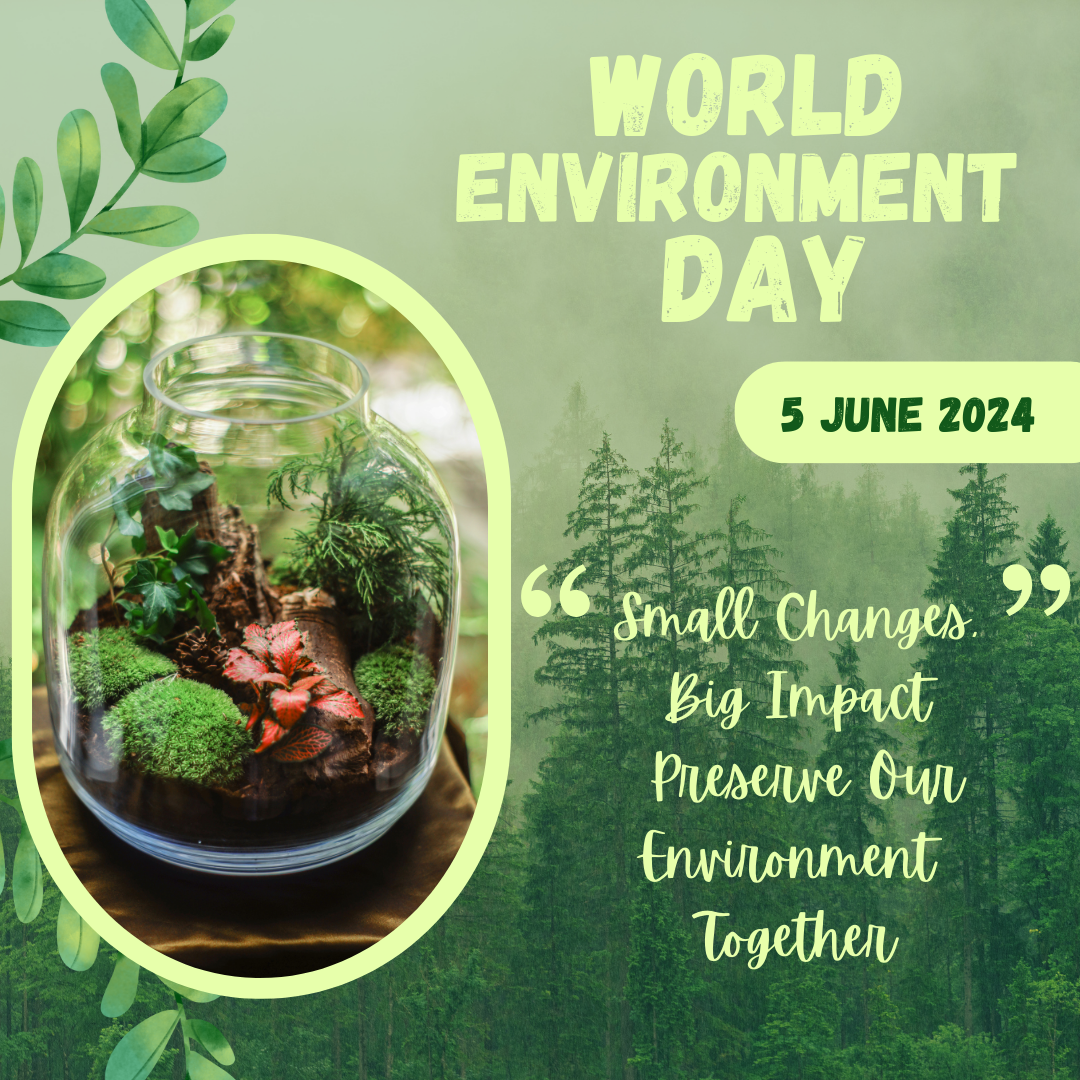 WORLD
ENVIRONMENT
DAY
5 JUNE 2024
“ Small Changes. ”
Big Impact
Preserve Our
Environment
Together